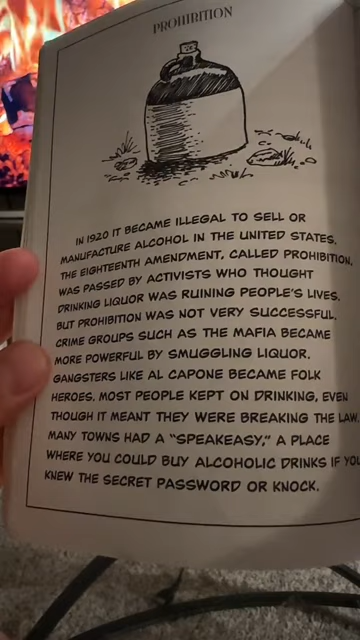 PROHIBITION
IN 1920 IT BECAME ILLEGAL TO SELL OR
MANUFACTURE ALCOHOL IN THE UNITED STATES.
THE EIGHTEENTH AMENDMENT, CALLED PROHIBITION,
WAS PASSED BY ACTIVISTS WHO THOUGHT
DRINKING LIQUOR WAS RUINING PEOPLE'S LIVES.
BUT PROHIBITION WAS NOT VERY SUCCESSFUL.
CRIME GROUPS SUCH AS THE MAFIA BECAME
MORE POWERFUL BY SMUGGLING LIQUOR.
GANGSTERS LIKE AL CAPONE BECAME FOLK
HEROES. MOST PEOPLE KEPT ON DRINKING, EVEN
THOUGH IT MEANT THEY WERE BREAKING THE LAW.
MANY TOWNS HAD A "SPEAKEASY," A PLACE
WHERE YOU COULD BUY ALCOHOLIC DRINKS IF YOU
KNEW THE SECRET PASSWORD OR KNOCK.